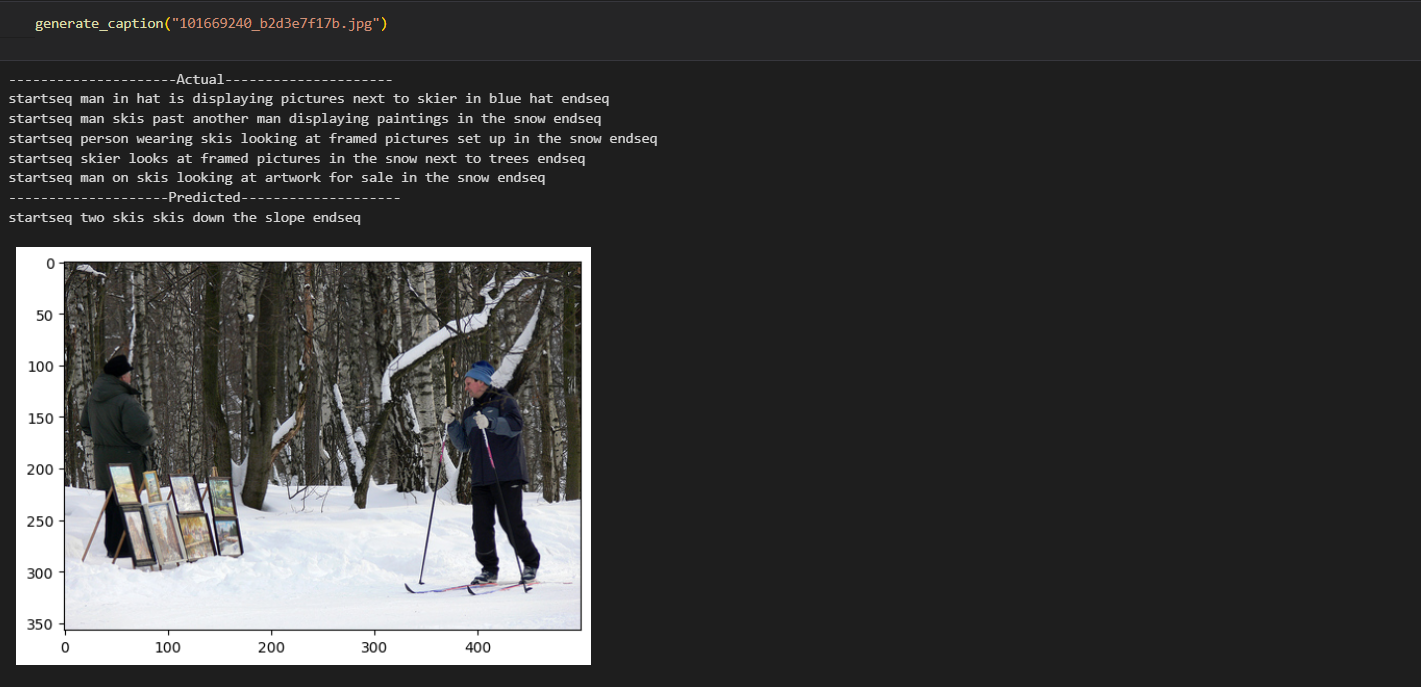 generate_caption("101669240_b2d3e7f17b.jpg")
---------------------Actual---------------------
startseq man in hat is displaying pictures next to skier in blue hat endseq
startseq man skis past another man displaying paintings in the snow endseq
startseq person wearing skis looking at framed pictures set up in the snow endseq
startseq skier looks at framed pictures in the snow next to trees endseq
startseq man on skis looking at artwork for sale in the snow endseq
--------------------Predicted--------------------
startseq two skis skis down the slope endseq
0
50
100
150
200
250
300
350
0 100 200 300 400